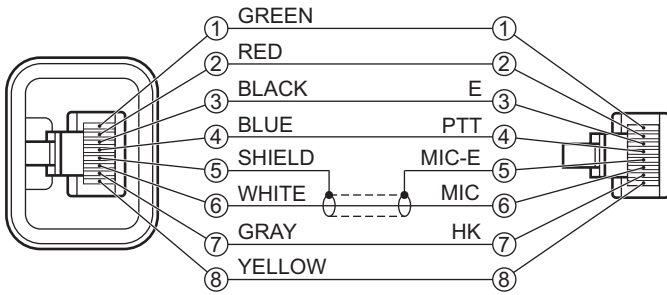 ① GREEN ①
② RED ②
③ BLACK E ③
④ BLUE PTT ④
⑤ SHIELD MIC-E ⑤
⑥ WHITE MIC ⑥
⑦ GRAY HK ⑦
⑧ YELLOW ⑧